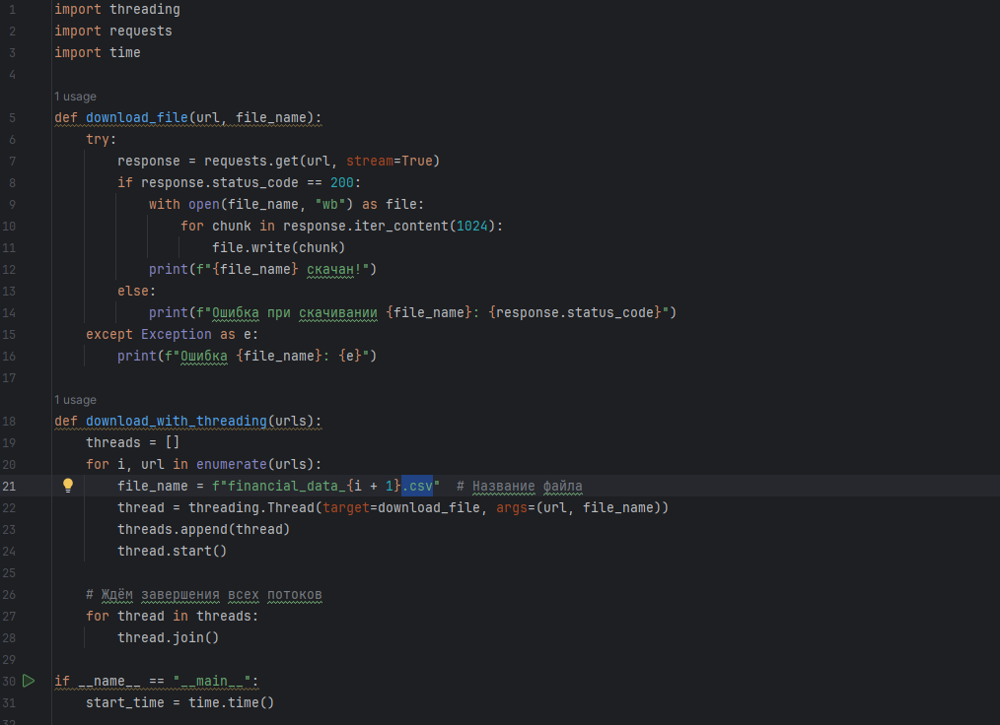 1 import threading
2 import requests
3 import time
4
1 usage
5 def download_file(url, file_name):
6     try:
7         response = requests.get(url, stream=True)
8         if response.status_code == 200:
9             with open(file_name, "wb") as file:
10                 for chunk in response.iter_content(1024):
11                     file.write(chunk)
12             print(f"{file_name} скачан!")
13         else:
14             print(f"Ошибка при скачивании {file_name}: {response.status_code}")
15     except Exception as e:
16         print(f"Ошибка {file_name}: {e}")
17
1 usage
18 def download_with_threading(urls):
19     threads = []
20     for i, url in enumerate(urls):
21         file_name = f"financial_data_{i + 1}.csv"  # Название файла
22         thread = threading.Thread(target=download_file, args=(url, file_name))
23         threads.append(thread)
24         thread.start()
25
26     # Ждём завершения всех потоков
27     for thread in threads:
28         thread.join()
29
30 if __name__ == "__main__":
31     start_time = time.time()
32